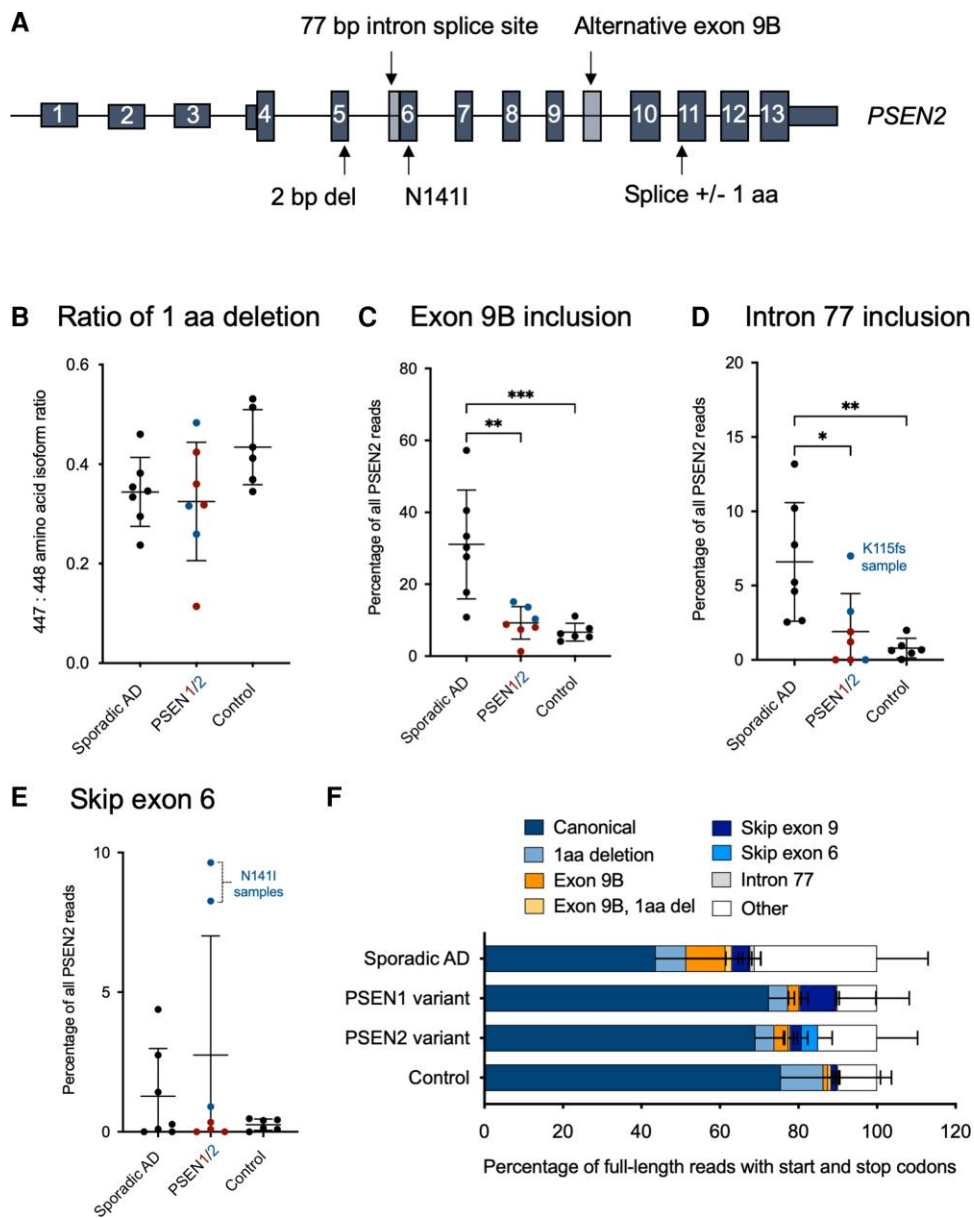 A
77 bp intron splice site
Alternative exon 9B
1 2 3 4 5 6 7 8 9 10 11 12 13
PSEN2
2 bp del
N141I
Splice +/- 1 aa
B Ratio of 1 aa deletion
447 : 448 amino acid isoform ratio
0.6
0.4
0.2
0.0
Sporadic AD
PSEN1/2
Control
C Exon 9B inclusion
Percentage of all PSEN2 reads
80
60
40
20
0
***
**
Sporadic AD
PSEN1/2
Control
D Intron 77 inclusion
Percentage of all PSEN2 reads
20
15
10
5
0
**
*
K115fs
sample
Sporadic AD
PSEN1/2
Control
E Skip exon 6
Percentage of all PSEN2 reads
10
5
0
N141I
samples
Sporadic AD
PSEN1/2
Control
F
Canonical
1aa deletion
Exon 9B
Exon 9B, 1aa del
Skip exon 9
Skip exon 6
Intron 77
Other
Sporadic AD
PSEN1 variant
PSEN2 variant
Control
0 20 40 60 80 100 120
Percentage of full-length reads with start and stop codons